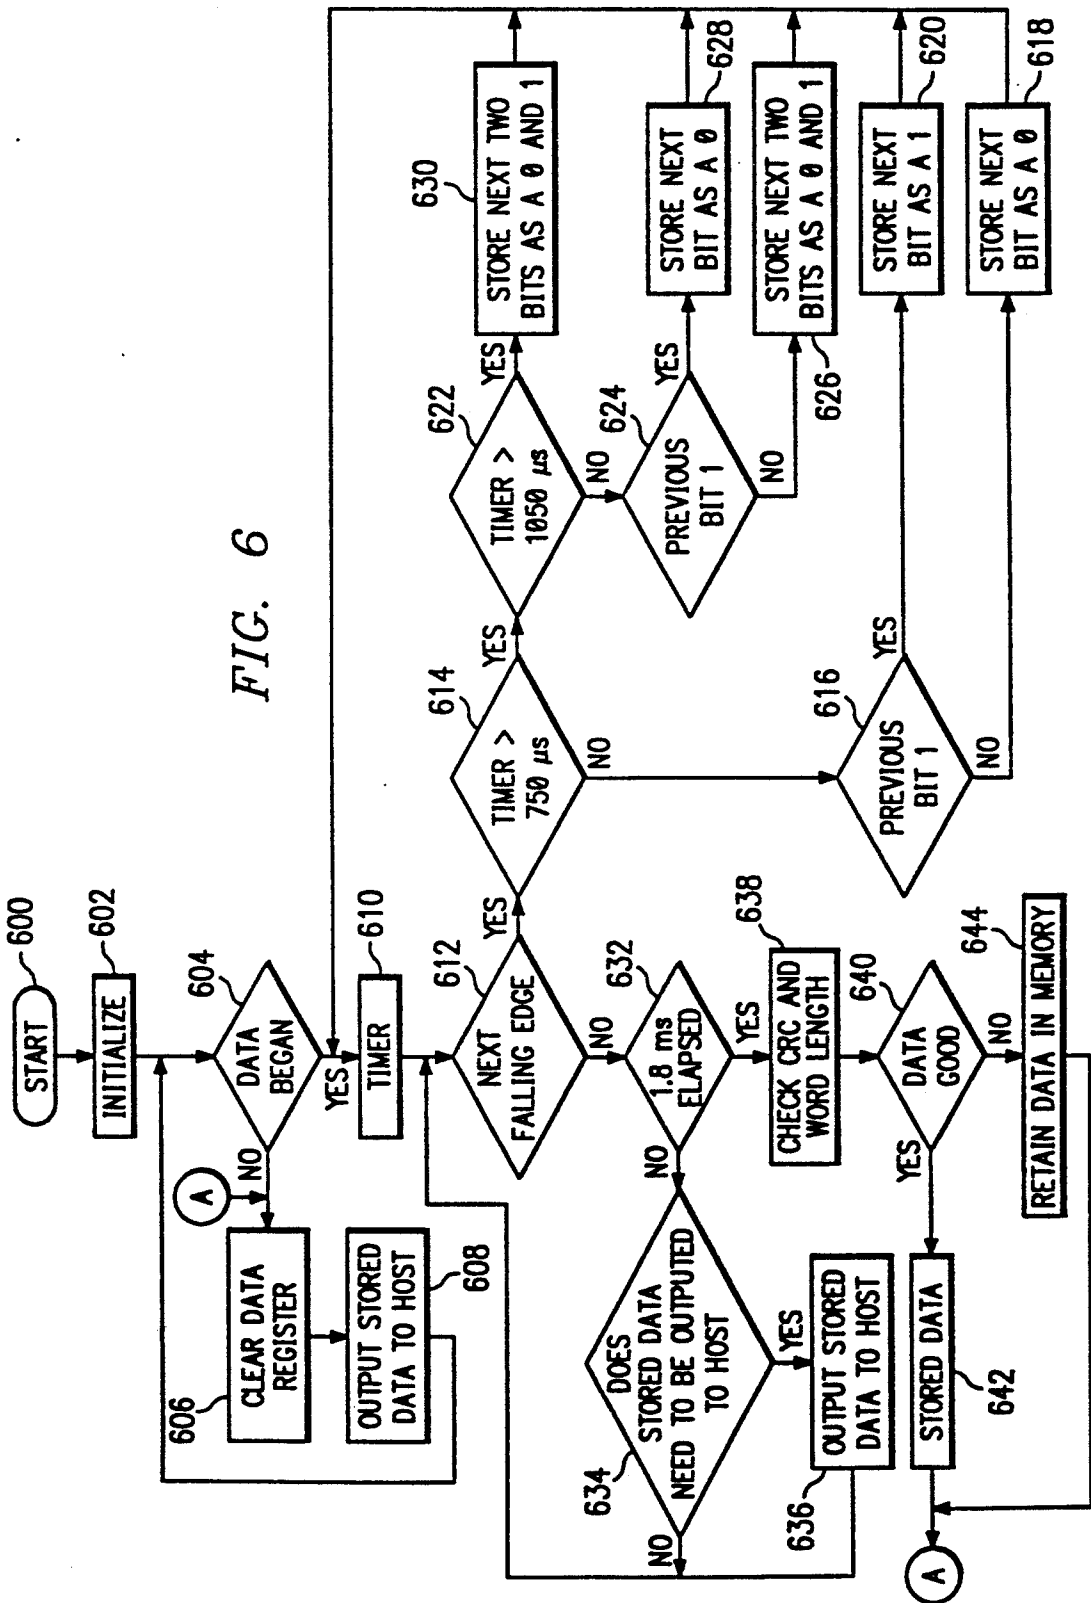 FIG. 6
600
START
602
INITIALIZE
604
DATA
BEGAN
NO
YES
A
606
CLEAR DATA
REGISTER
608
OUTPUT STORED
DATA TO HOST
610
TIMER
612
NEXT
FALLING EDGE
YES
NO
614
TIMER >
750 µs
YES
NO
622
TIMER >
1050 µs
YES
NO
630
STORE NEXT TWO
BITS AS A 0 AND 1
624
PREVIOUS
BIT 1
YES
NO
628
STORE NEXT
BIT AS A 0
626
STORE NEXT TWO
BITS AS A 0 AND 1
616
PREVIOUS
BIT 1
YES
NO
620
STORE NEXT
BIT AS A 1
618
STORE NEXT
BIT AS A 0
632
1.8 ms
ELAPSED
NO
YES
634
DOES
STORED DATA
NEED TO BE OUTPUTED
TO HOST
NO
YES
636
OUTPUT STORED
DATA TO HOST
638
CHECK CRC AND
WORD LENGTH
640
DATA
GOOD
YES
NO
642
STORED DATA
644
RETAIN DATA IN MEMORY
A